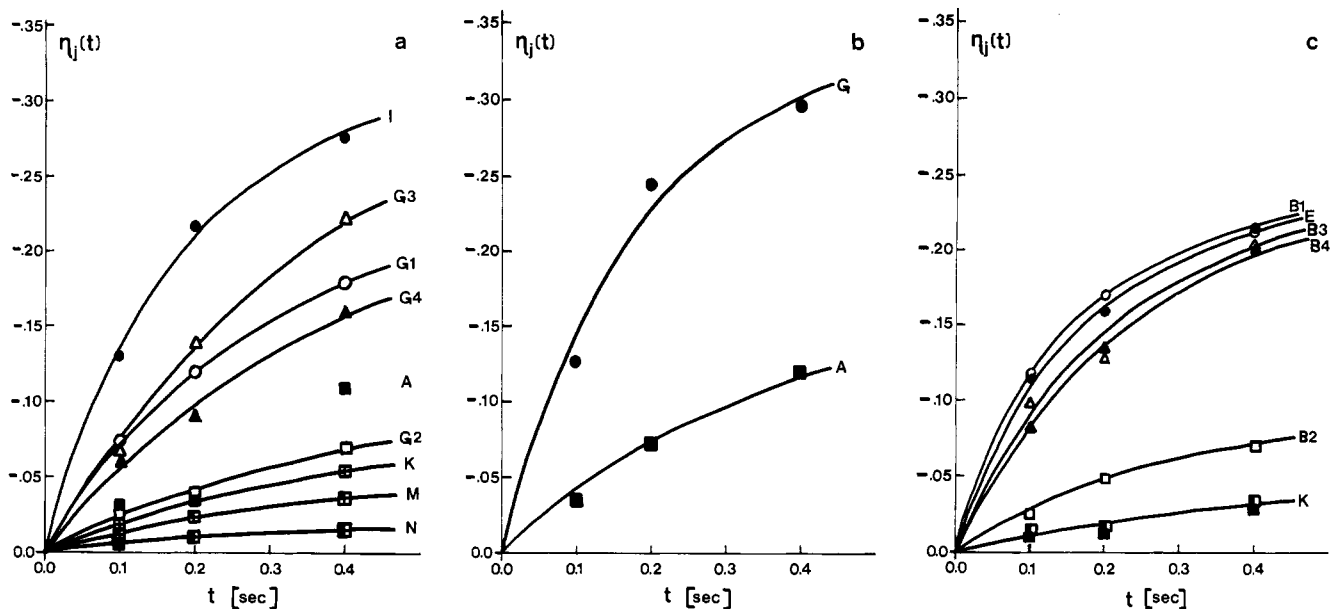 -.35
ηj(t)
a
-.30
-.25
-.20
-.15
-.10
-.05
0.0
I
G3
G1
G4
A
G2
K
M
N
0.0 0.1 0.2 0.3 0.4
t [sec]
-.35
ηj(t)
b
-.30
-.25
-.20
-.15
-.10
-.05
0.0
G
A
0.0 0.1 0.2 0.3 0.4
t [sec]
-.35
ηj(t)
c
-.30
-.25
-.20
-.15
-.10
-.05
0.0
B1
E
B3
B4
B2
K
0.0 0.1 0.2 0.3 0.4
t [sec]